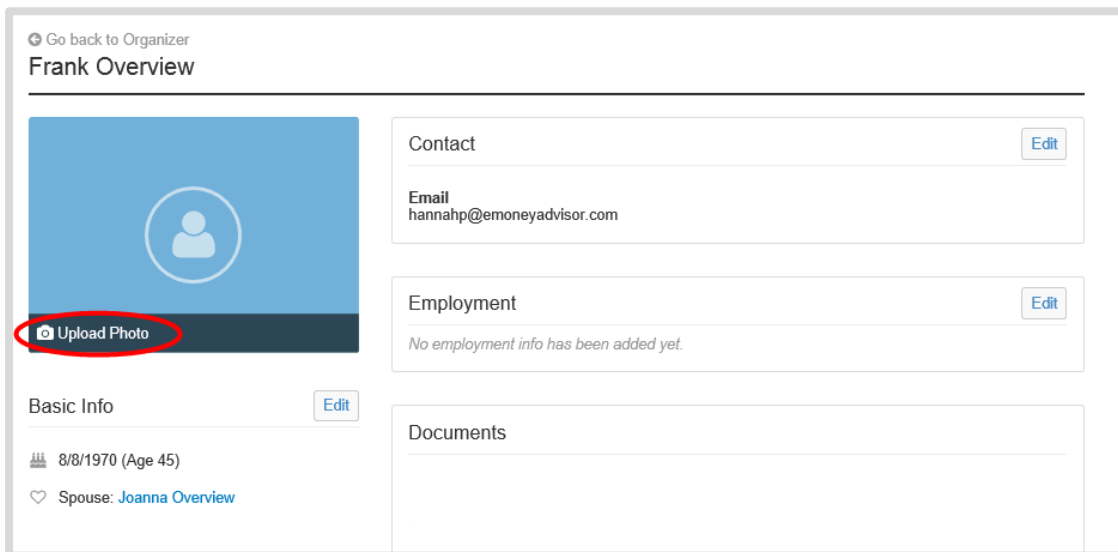 Go back to Organizer
Frank Overview
Upload Photo
Basic Info
Edit
8/8/1970 (Age 45)
Spouse: Joanna Overview
Contact
Edit
Email
hannahp@emoneyadvisor.com
Employment
Edit
No employment info has been added yet.
Documents